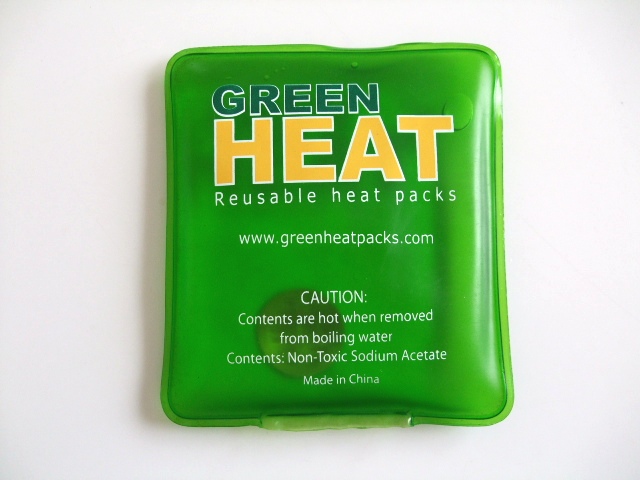 GREEN
HEAT
Reusable heat packs
www.greenheatpacks.com
CAUTION:
Contents are hot when removed
from boiling water
Contents: Non-Toxic Sodium Acetate
Made in China